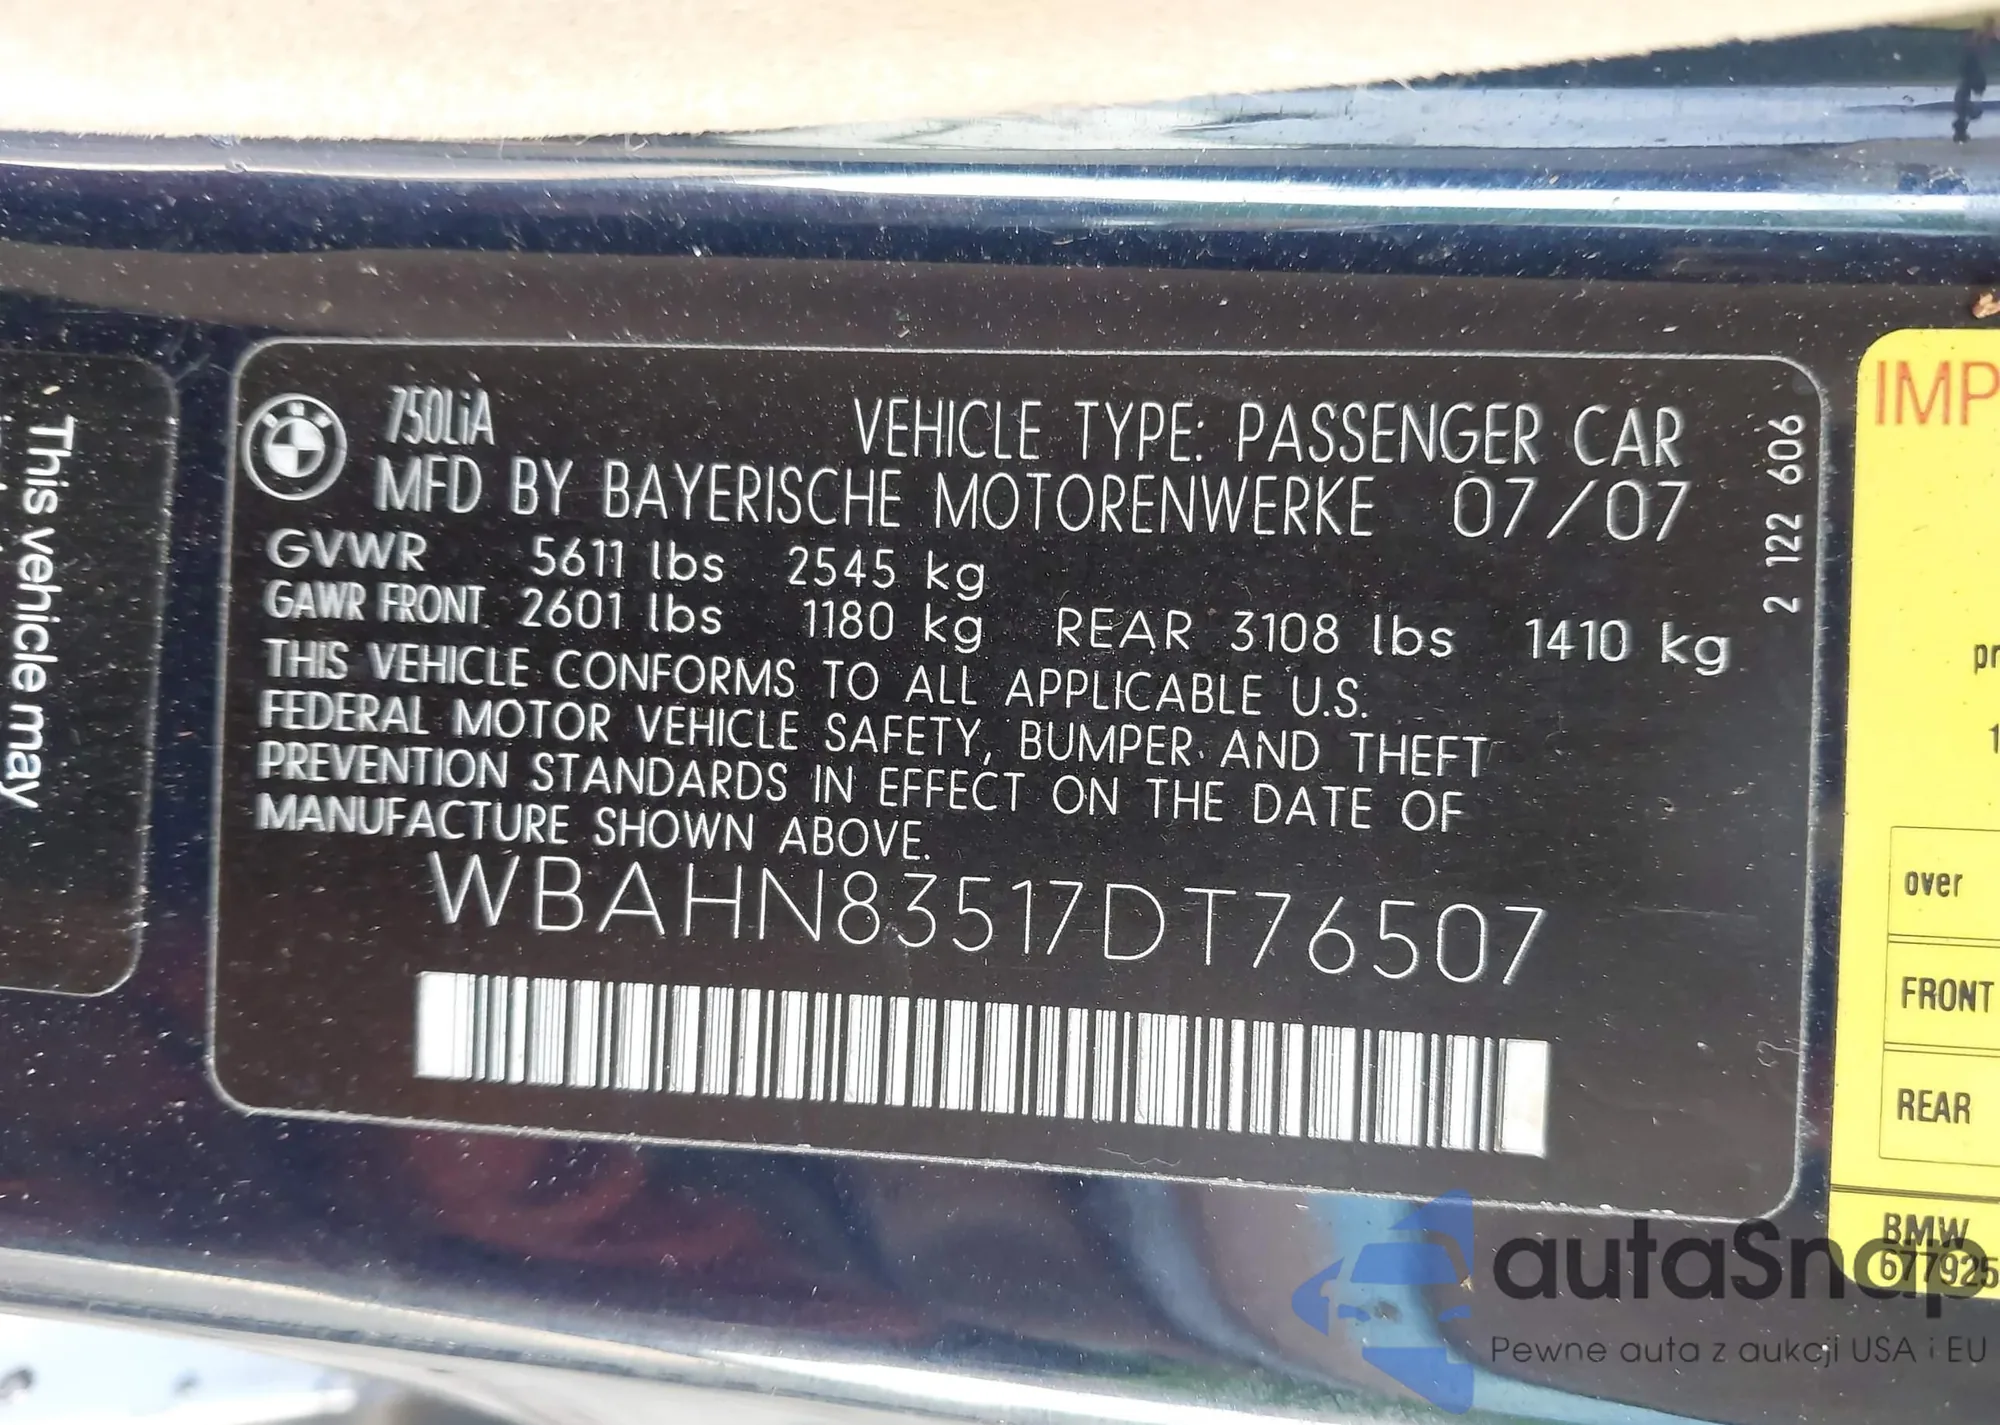 This vehicle may
750LiA
VEHICLE TYPE: PASSENGER CAR
MFD BY BAYERISCHE MOTORENWERKE 07/07
GVWR 5611 lbs 2545 kg
GAWR FRONT 2601 lbs 1180 kg REAR 3108 lbs 1410 kg
THIS VEHICLE CONFORMS TO ALL APPLICABLE U.S.
FEDERAL MOTOR VEHICLE SAFETY, BUMPER AND THEFT
PREVENTION STANDARDS IN EFFECT ON THE DATE OF
MANUFACTURE SHOWN ABOVE.
WBAHN83517DT76507
2 122 606
IMP
pr
1
over
FRONT
REAR
BMW
677925
autaSnap
Pewne auta z aukcji USA i EU